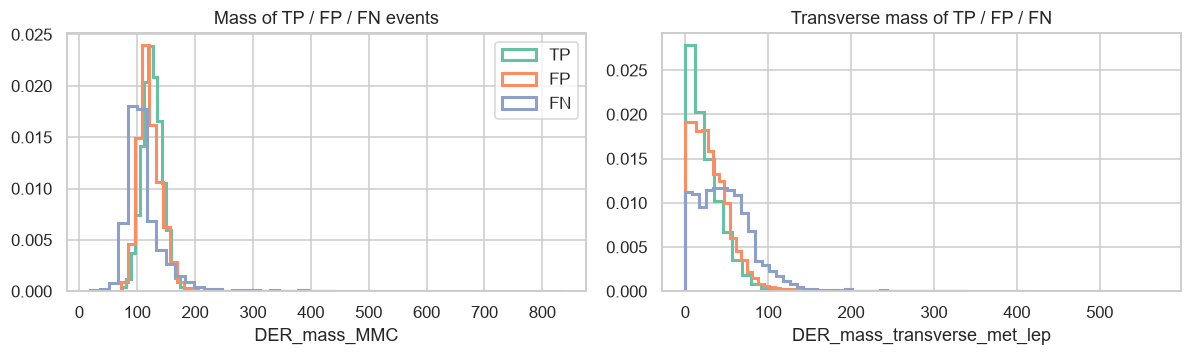 Mass of TP / FP / FN events
0.025
0.020
0.015
0.010
0.005
0.000
TP
FP
FN
0 100 200 300 400 500 600 700 800
DER_mass_MMC
Transverse mass of TP / FP / FN
0.025
0.020
0.015
0.010
0.005
0.000
0 100 200 300 400 500
DER_mass_transverse_met_lep